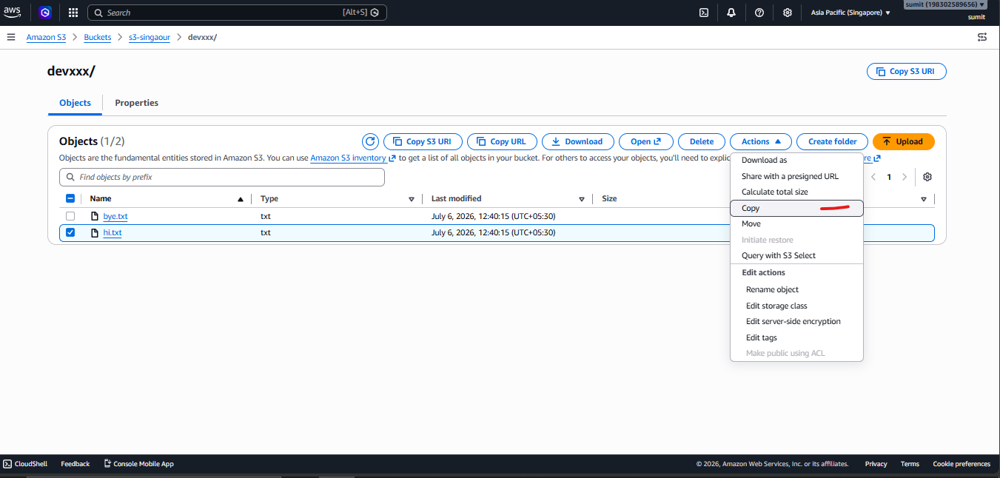 aws
Search [Alt+S]
Asia Pacific (Singapore) ▼
sumit (198302589656) ▼
sumit
Amazon S3 > Buckets > s3-singaour > devxxx/
devxxx/
Copy S3 URI
Objects
Properties
Objects (1/2)
Copy S3 URI
Copy URL
Download
Open
Delete
Actions
Create folder
Upload
Objects are the fundamental entities stored in Amazon S3. You can use Amazon S3 inventory to get a list of all objects in your bucket. For others to access your objects, you'll need to
Find objects by prefix
1
Name Type Last modified Size
bye.txt txt July 6, 2026, 12:40:15 (UTC+05:30)
hi.txt txt July 6, 2026, 12:40:15 (UTC+05:30)
Download as
Share with a presigned URL
Calculate total size
Copy
Move
Initiate restore
Query with S3 Select
Edit actions
Rename object
Edit storage class
Edit server-side encryption
Edit tags
Make public using ACL
CloudShell Feedback Console Mobile App
© 2026, Amazon Web Services, Inc. or its affiliates. Privacy Terms Cookie preferences